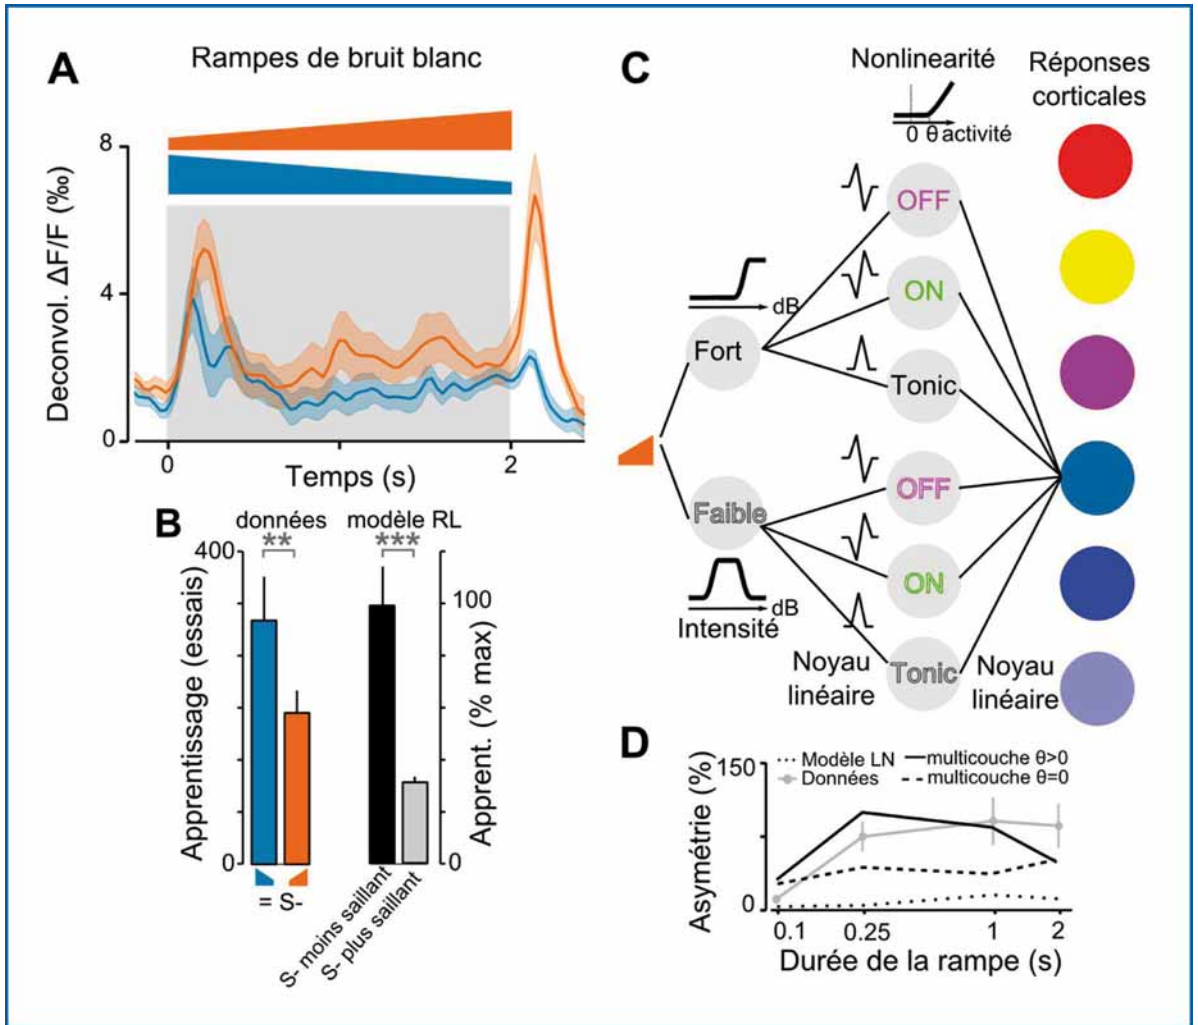 A
Rampes de bruit blanc
Deconvol. ΔF/F (‰)
8
4
0
0
2
Temps (s)
B
données
modèle RL
**
***
400
0
Apprentissage (essais)
100
0
Apprent. (% max)
= S-
S- moins saillant
S- plus saillant
C
Nonlinearité
0 θ activité
Réponses
corticales
dB
Fort
OFF
ON
Tonic
Faible
dB
Intensité
OFF
ON
Tonic
Noyau
linéaire
Noyau
linéaire
D
Asymétrie (%)
150
0
Modèle LN
multicouche θ>0
Données
multicouche θ=0
0.1
0.25
1
2
Durée de la rampe (s)